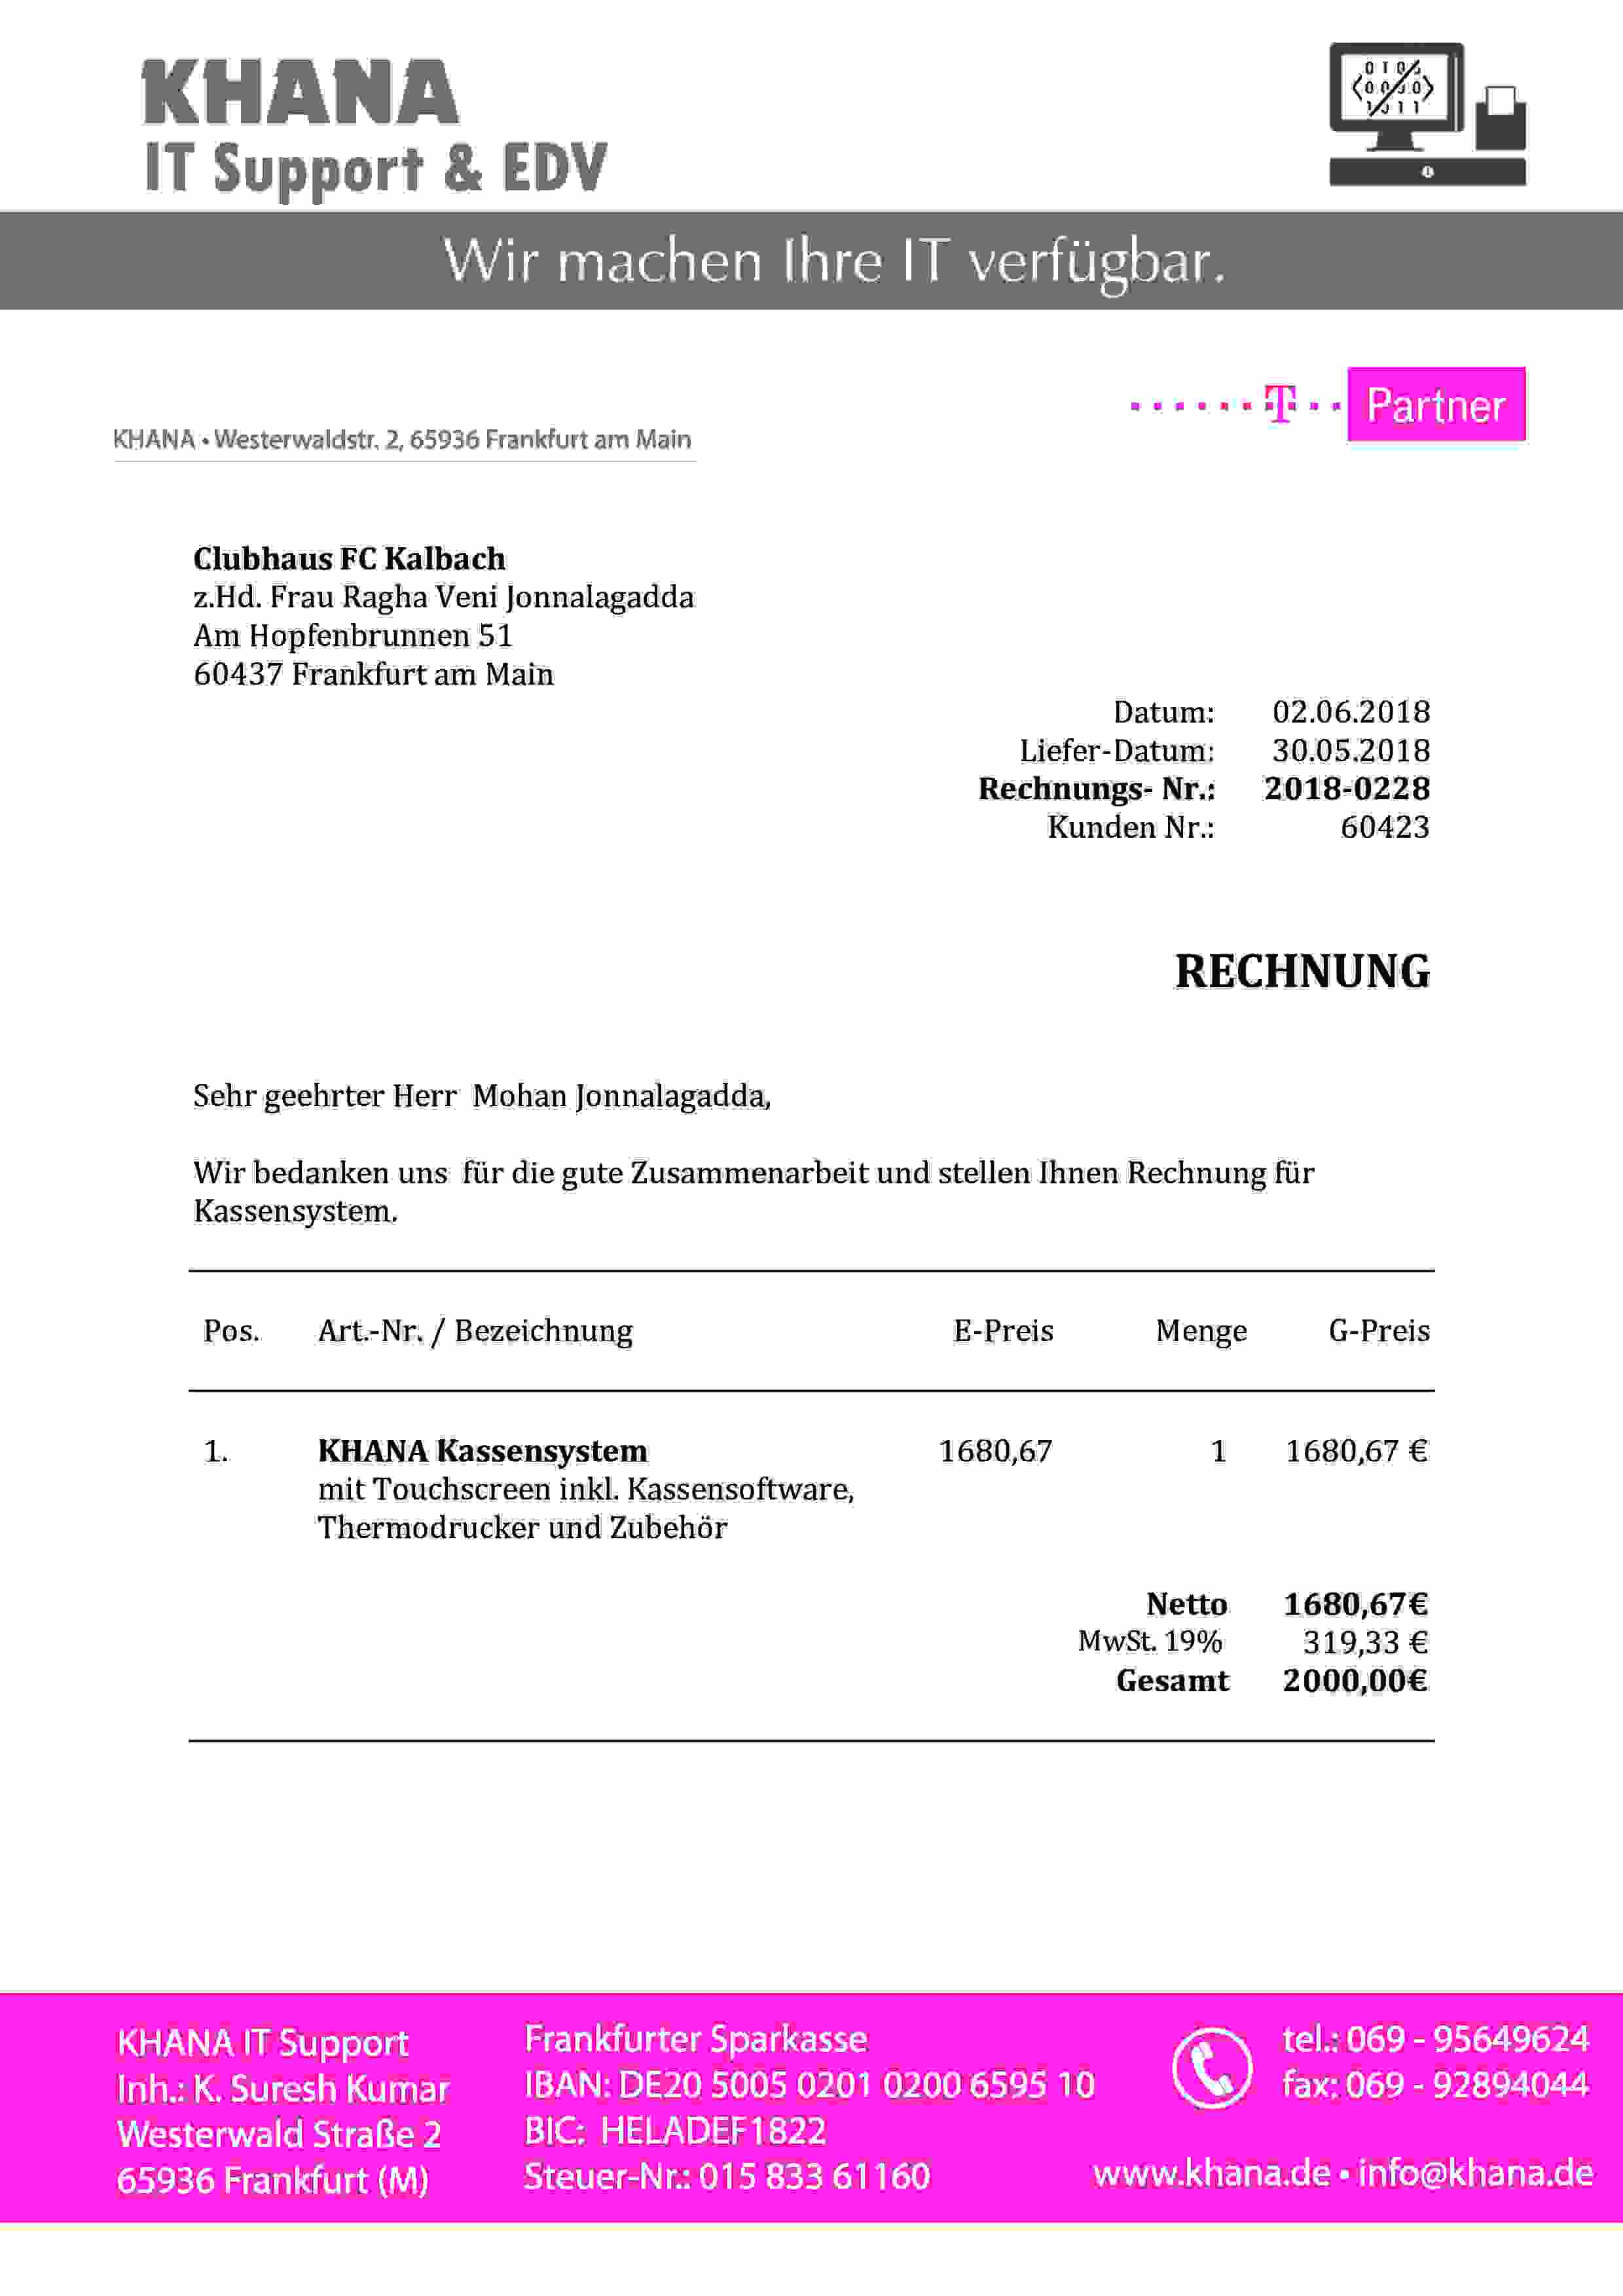 KHANA
IT Support & EDV
Wir machen Ihre IT verfügbar.
T Partner
KHANA • Westerwaldstr. 2, 65936 Frankfurt am Main
Clubhaus FC Kalbach
z.Hd. Frau Ragha Veni Jonnalagadda
Am Hopfenbrunnen 51
60437 Frankfurt am Main
Datum: 02.06.2018
Liefer-Datum: 30.05.2018
Rechnungs- Nr.: 2018-0228
Kunden Nr.: 60423
RECHNUNG
Sehr geehrter Herr Mohan Jonnalagadda,
Wir bedanken uns für die gute Zusammenarbeit und stellen Ihnen Rechnung für
Kassensystem.
Pos. Art.-Nr. / Bezeichnung E-Preis Menge G-Preis
1. KHANA Kassensystem 1680,67 1 1680,67 €
mit Touchscreen inkl. Kassensoftware,
Thermodrucker und Zubehör
Netto 1680,67€
MwSt. 19% 319,33 €
Gesamt 2000,00€
KHANA IT Support
Inh.: K. Suresh Kumar
Westerwald Straße 2
65936 Frankfurt (M)
Frankfurter Sparkasse
IBAN: DE20 5005 0201 0200 6595 10
BIC: HELADEF1822
Steuer-Nr.: 015 833 61160
tel.: 069 - 95649624
fax: 069 - 92894044
www.khana.de • info@khana.de